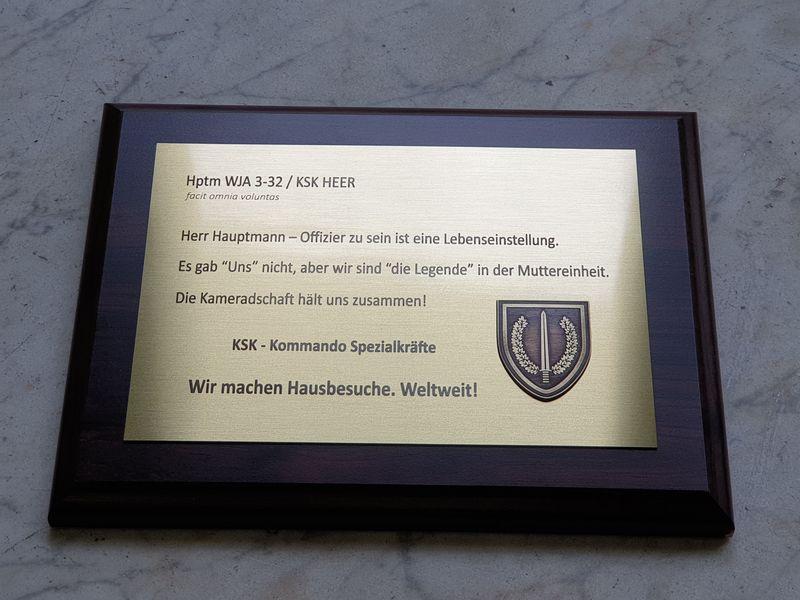 Hptm WJA 3-32 / KSK HEER
facit omnia voluntas
Herr Hauptmann – Offizier zu sein ist eine Lebenseinstellung.
Es gab “Uns” nicht, aber wir sind “die Legende” in der Muttereinheit.
Die Kameradschaft hält uns zusammen!
KSK - Kommando Spezialkräfte
Wir machen Hausbesuche. Weltweit!